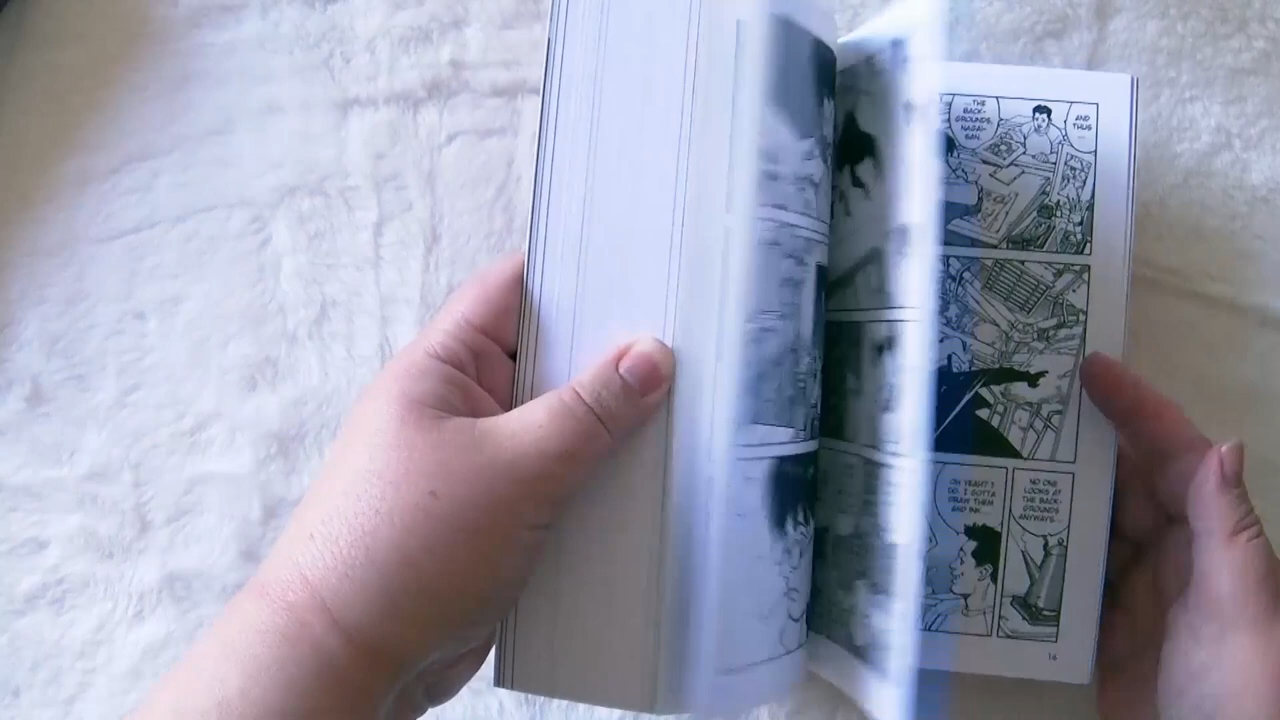 AND
THUS
...
...THE
BACK-
GROUNDS,
NAGAI-
SAN.
NO ONE
LOOKS AT
THE BACK-
GROUNDS
ANYWAYS...
OH YEAH? I
DO. I GOTTA
DRAW THEM
AND INK...
16